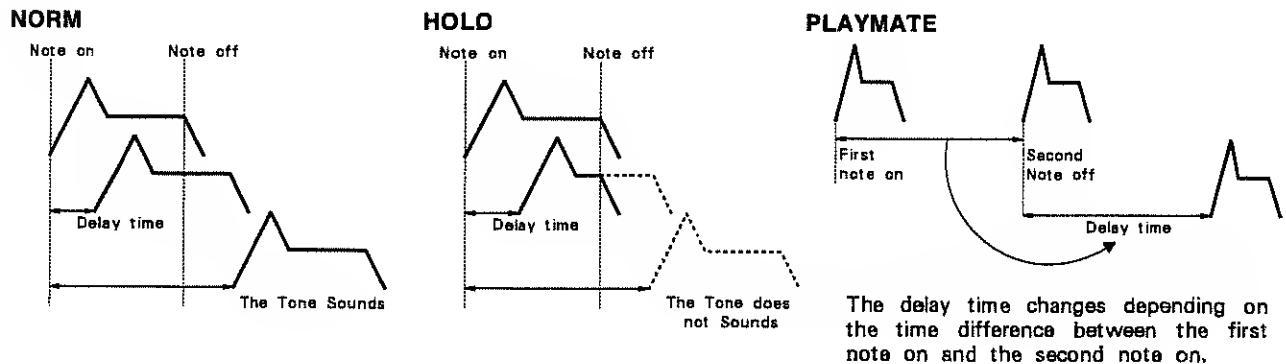 NORM
Note on
Note off
Delay time
The Tone Sounds
HOLD
Note on
Note off
Delay time
The Tone does
not Sounds
PLAYMATE
First
note on
Second
Note off
Delay time
The delay time changes depending on
the time difference between the first
note on and the second note on.